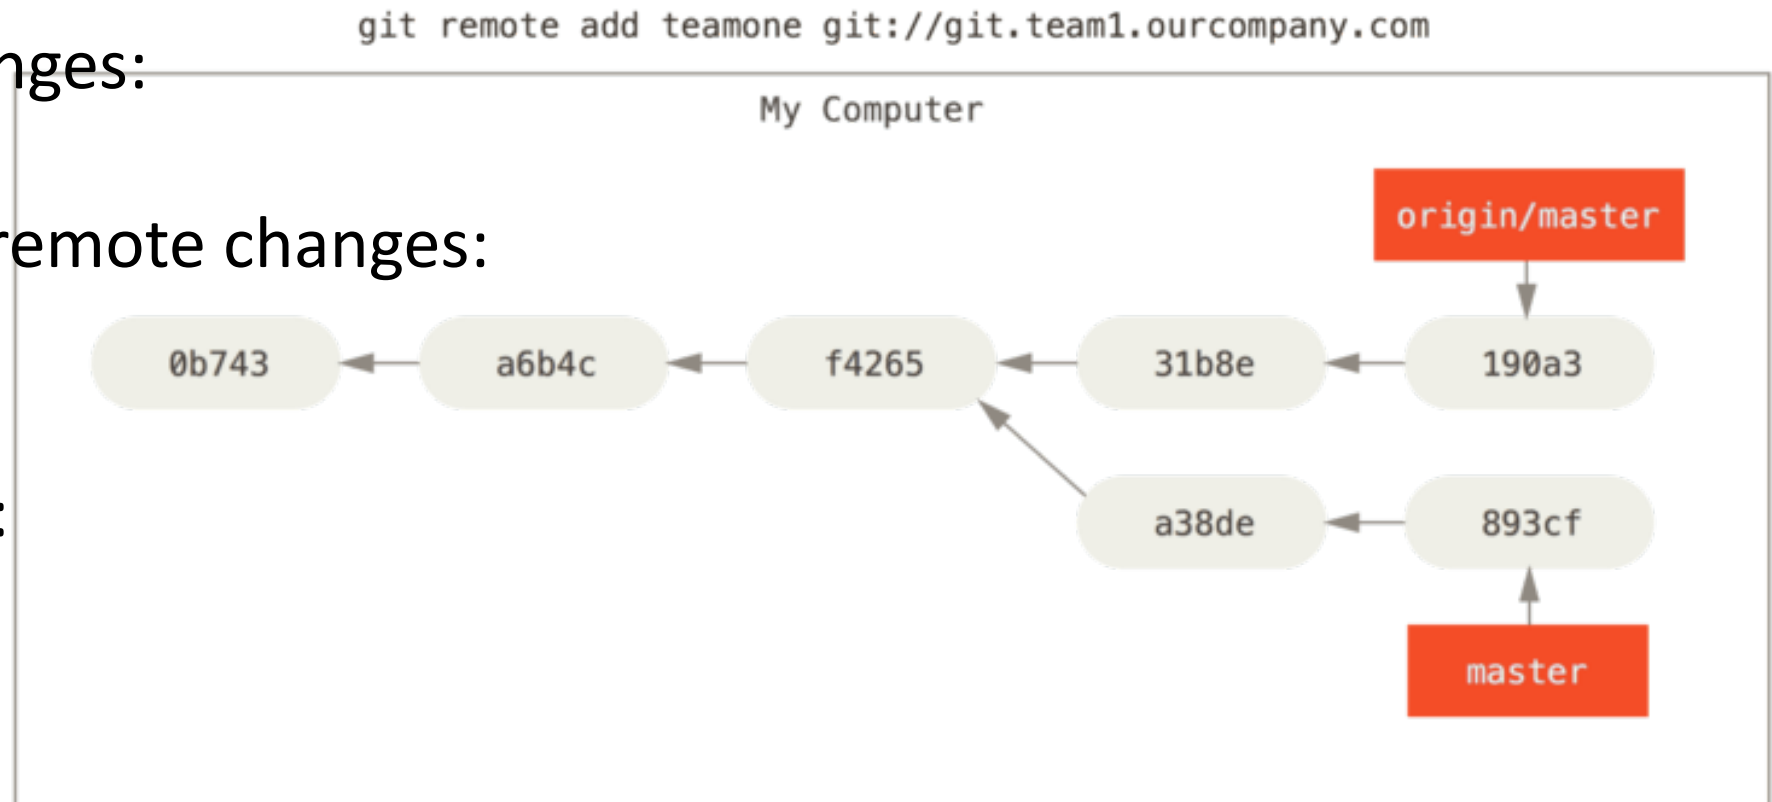 git remote add teamone git://git.team1.ourcompany.com
nges:
My Computer
origin/master
remote changes:
0b743 a6b4c f4265 31b8e 190a3
:
a38de 893cf
master